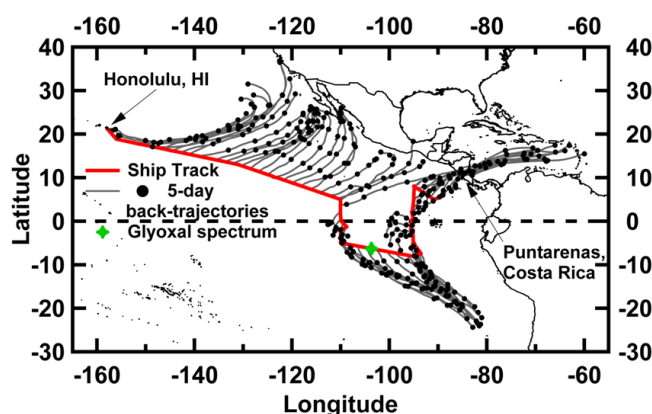 -160 -140 -120 -100 -80 -60
40 40
Honolulu, HI
30 30
20 20
Ship Track
10 10
5-day
back-trajectories
0 0
Glyoxal spectrum
Puntarenas,
Costa Rica
-10 -10
-20 -20
-30 -30
-160 -140 -120 -100 -80 -60
Latitude
Longitude